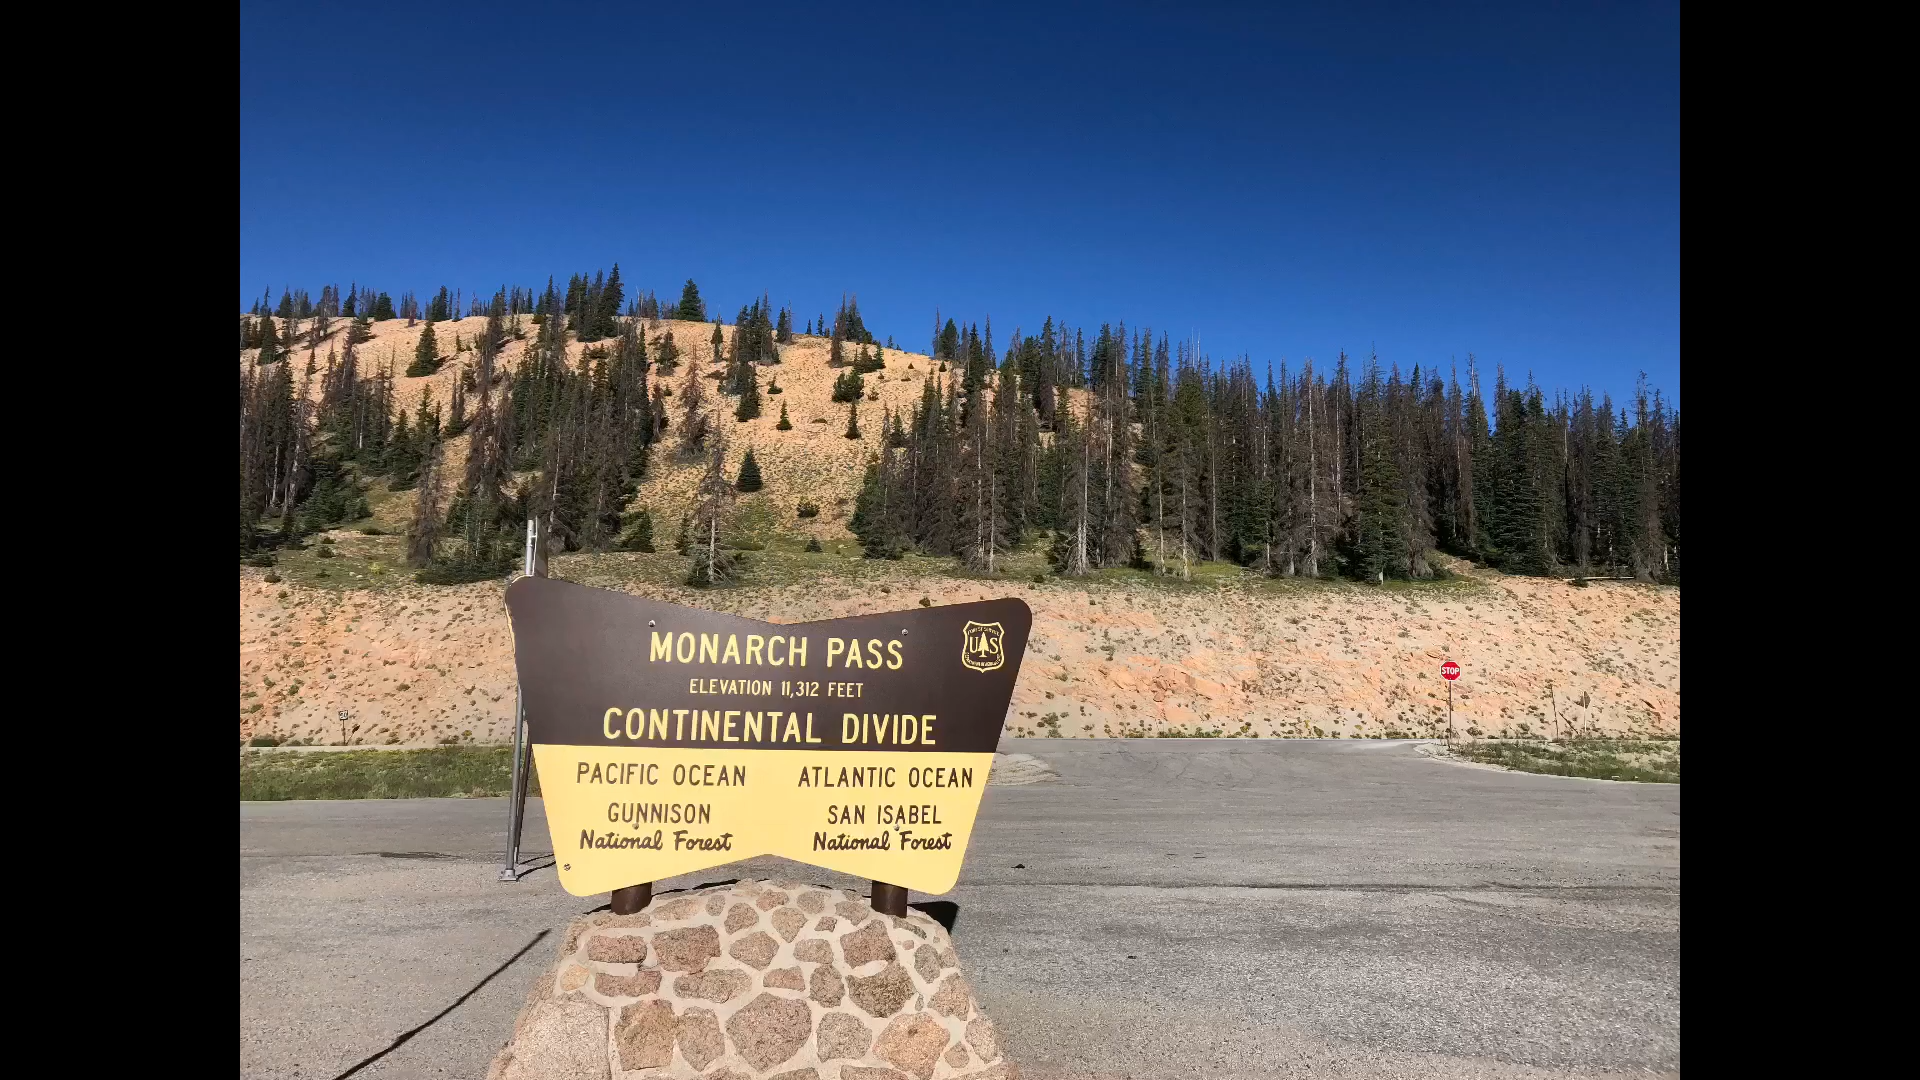 MONARCH PASS
ELEVATION 11,312 FEET
CONTINENTAL DIVIDE
PACIFIC OCEAN ATLANTIC OCEAN
GUNNISON SAN ISABEL
National Forest National Forest
U S
STOP